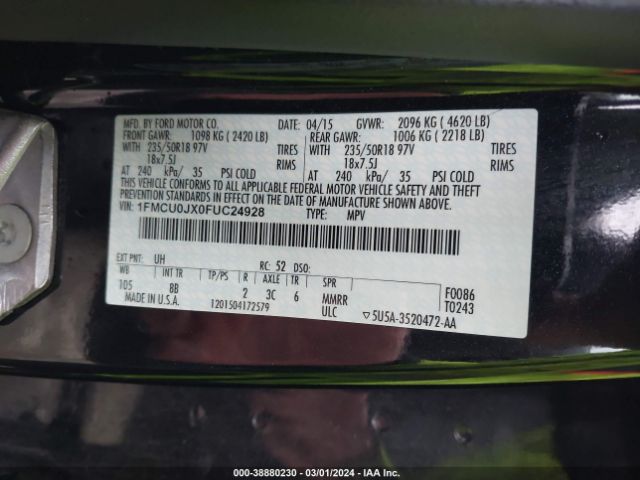 MFD. BY FORD MOTOR CO. DATE: 04/15 GVWR: 2096 KG ( 4620 LB)
FRONT GAWR: 1098 KG ( 2420 LB) REAR GAWR: 1006 KG ( 2218 LB)
WITH 235/50R18 97V TIRES WITH 235/50R18 97V TIRES
18x7.5J RIMS 18x7.5J RIMS
AT 240 kPa/ 35 PSI COLD AT 240 kPa/ 35 PSI COLD
THIS VEHICLE CONFORMS TO ALL APPLICABLE FEDERAL MOTOR VEHICLE SAFETY AND THEFT
PREVENTION STANDARDS IN EFFECT ON THE DATE OF MANUFACTURE SHOWN ABOVE.
VIN: 1FMCU0JX0FUC24928 TYPE: MPV
EXT PNT: UH RC: 52 DSO:
WB INT TR TP/PS R AXLE TR SPR
105 8B 2 3C 6 MMRR F0086
MADE IN U.S.A. 1201504172579 ULC T0243
▽5U5A-3520472-AA
000-38880230 - 03/01/2024 - IAA Inc.